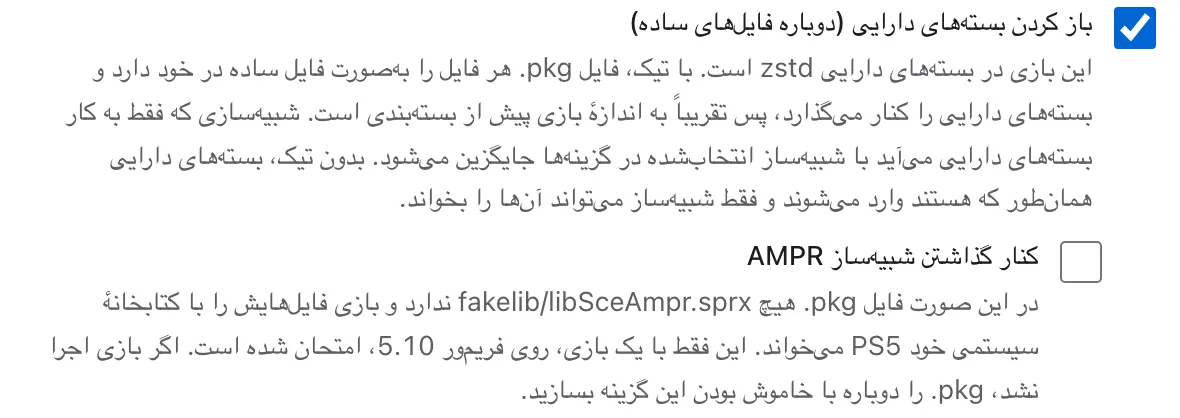 باز کردن بسته‌های دارایی (دوباره فایل‌های ساده)
این بازی در بسته‌های دارایی zstd است. با تیک، فایل pkg. هر فایل را به‌صورت فایل ساده در خود دارد و
بسته‌های دارایی را کنار می‌گذارد، پس تقریباً به اندازهٔ بازی پیش از بسته‌بندی است. شبیه‌سازی که فقط به کار
بسته‌های دارایی می‌آید با شبیه‌ساز انتخاب‌شده در گزینه‌ها جایگزین می‌شود. بدون تیک، بسته‌های دارایی
همان‌طور که هستند وارد می‌شوند و فقط شبیه‌ساز می‌تواند آن‌ها را بخواند.
کنار گذاشتن شبیه‌ساز AMPR
در این صورت فایل pkg. هیچ fakelib/libSceAmpr.sprx ندارد و بازی فایل‌هایش را با کتابخانهٔ
سیستمی خود PS5 می‌خواند. این فقط با یک بازی، روی فریم‌ور 5.10، امتحان شده است. اگر بازی اجرا
نشد، pkg. را دوباره با خاموش بودن این گزینه بسازید.